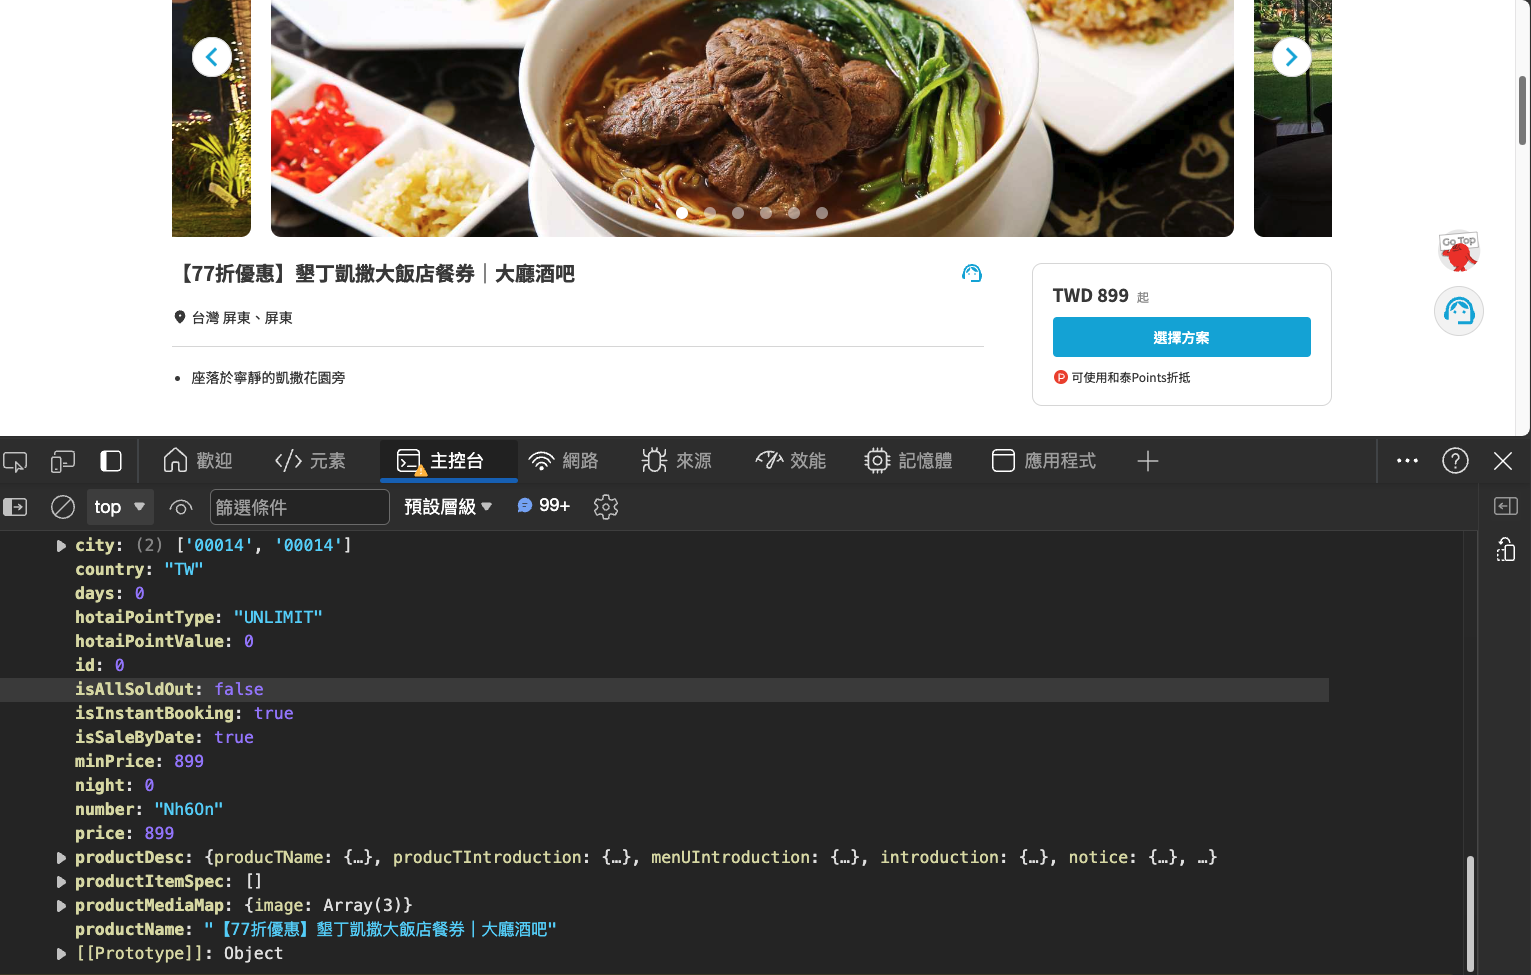 【77折優惠】墾丁凱撒大飯店餐券｜大廳酒吧
台灣 屏東、屏東
座落於寧靜的凱撒花園旁
TWD 899 起
選擇方案
P 可使用和泰Points折抵
Go Top
歡迎 元素 主控台 網路 來源 效能 記憶體 應用程式
top 篩選條件 預設層級 99+
city: (2) ['00014', '00014']
country: "TW"
days: 0
hotaiPointType: "UNLIMIT"
hotaiPointValue: 0
id: 0
isAllSoldOut: false
isInstantBooking: true
isSaleByDate: true
minPrice: 899
night: 0
number: "Nh6On"
price: 899
productDesc: {producTName: {…}, producTIntroduction: {…}, menUIntroduction: {…}, introduction: {…}, notice: {…}, …}
productItemSpec: []
productMediaMap: {image: Array(3)}
productName: "【77折優惠】墾丁凱撒大飯店餐券｜大廳酒吧"
[[Prototype]]: Object